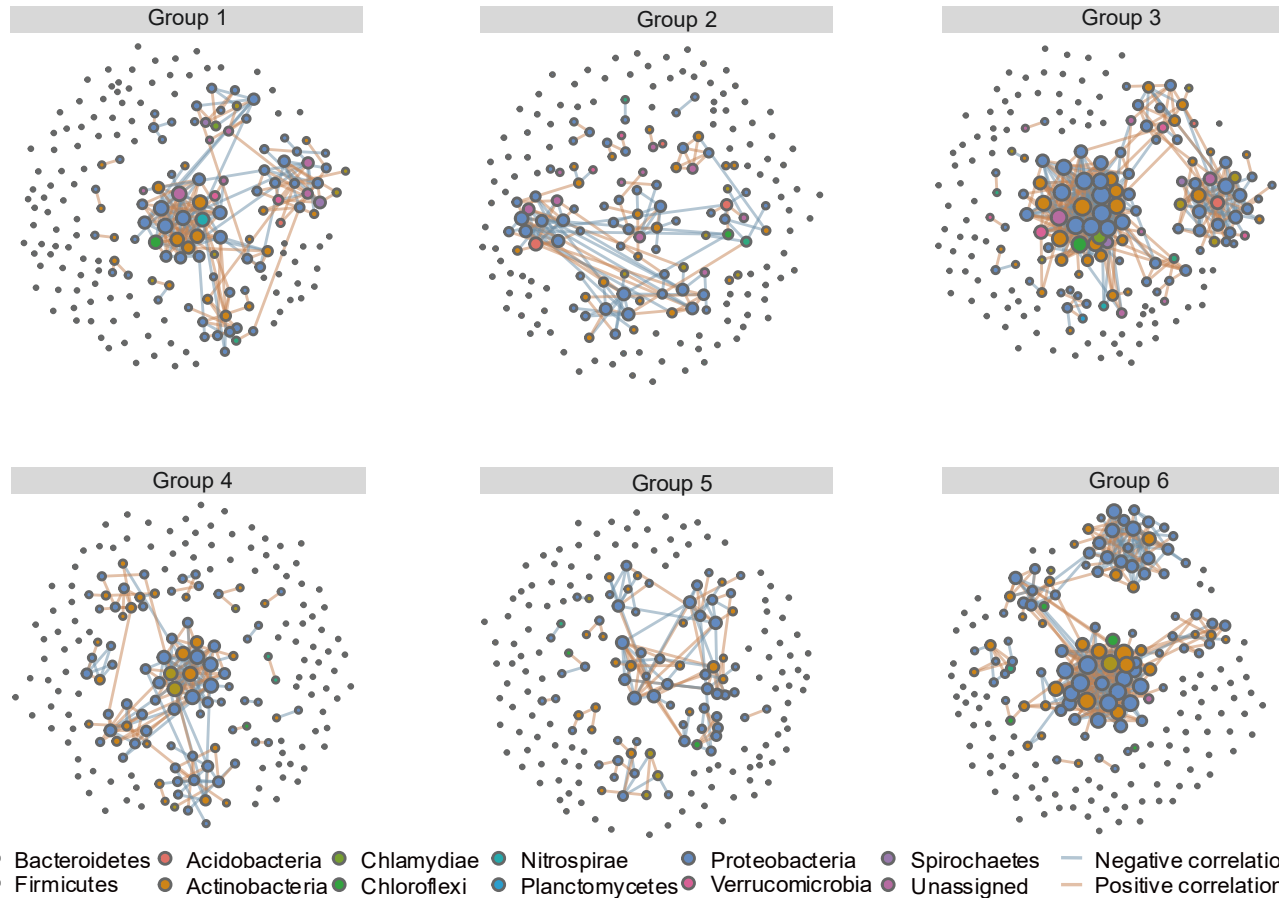 Group 1 Group 2 Group 3
Group 4 Group 5 Group 6
Bacteroidetes Acidobacteria Chlamydiae Nitrospirae Proteobacteria Spirochaetes Negative correlatio
Firmicutes Actinobacteria Chloroflexi Planctomycetes Verrucomicrobia Unassigned Positive correlation